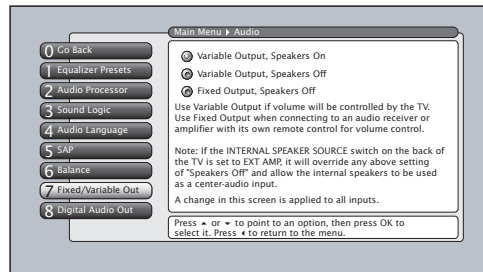 Main Menu ▸ Audio
0 Go Back
1 Equalizer Presets
2 Audio Processor
3 Sound Logic
4 Audio Language
5 SAP
6 Balance
7 Fixed/Variable Out
8 Digital Audio Out
Variable Output, Speakers On
Variable Output, Speakers Off
Fixed Output, Speakers Off
Use Variable Output if volume will be controlled by the TV.
Use Fixed Output when connecting to an audio receiver or
amplifier with its own remote control for volume control.
Note: If the INTERNAL SPEAKER SOURCE switch on the back of
the TV is set to EXT AMP, it will override any above setting
of "Speakers Off" and allow the internal speakers to be used
as a center-audio input.
A change in this screen is applied to all inputs.
Press ▴ or ▾ to point to an option, then press OK to
select it. Press ◂ to return to the menu.